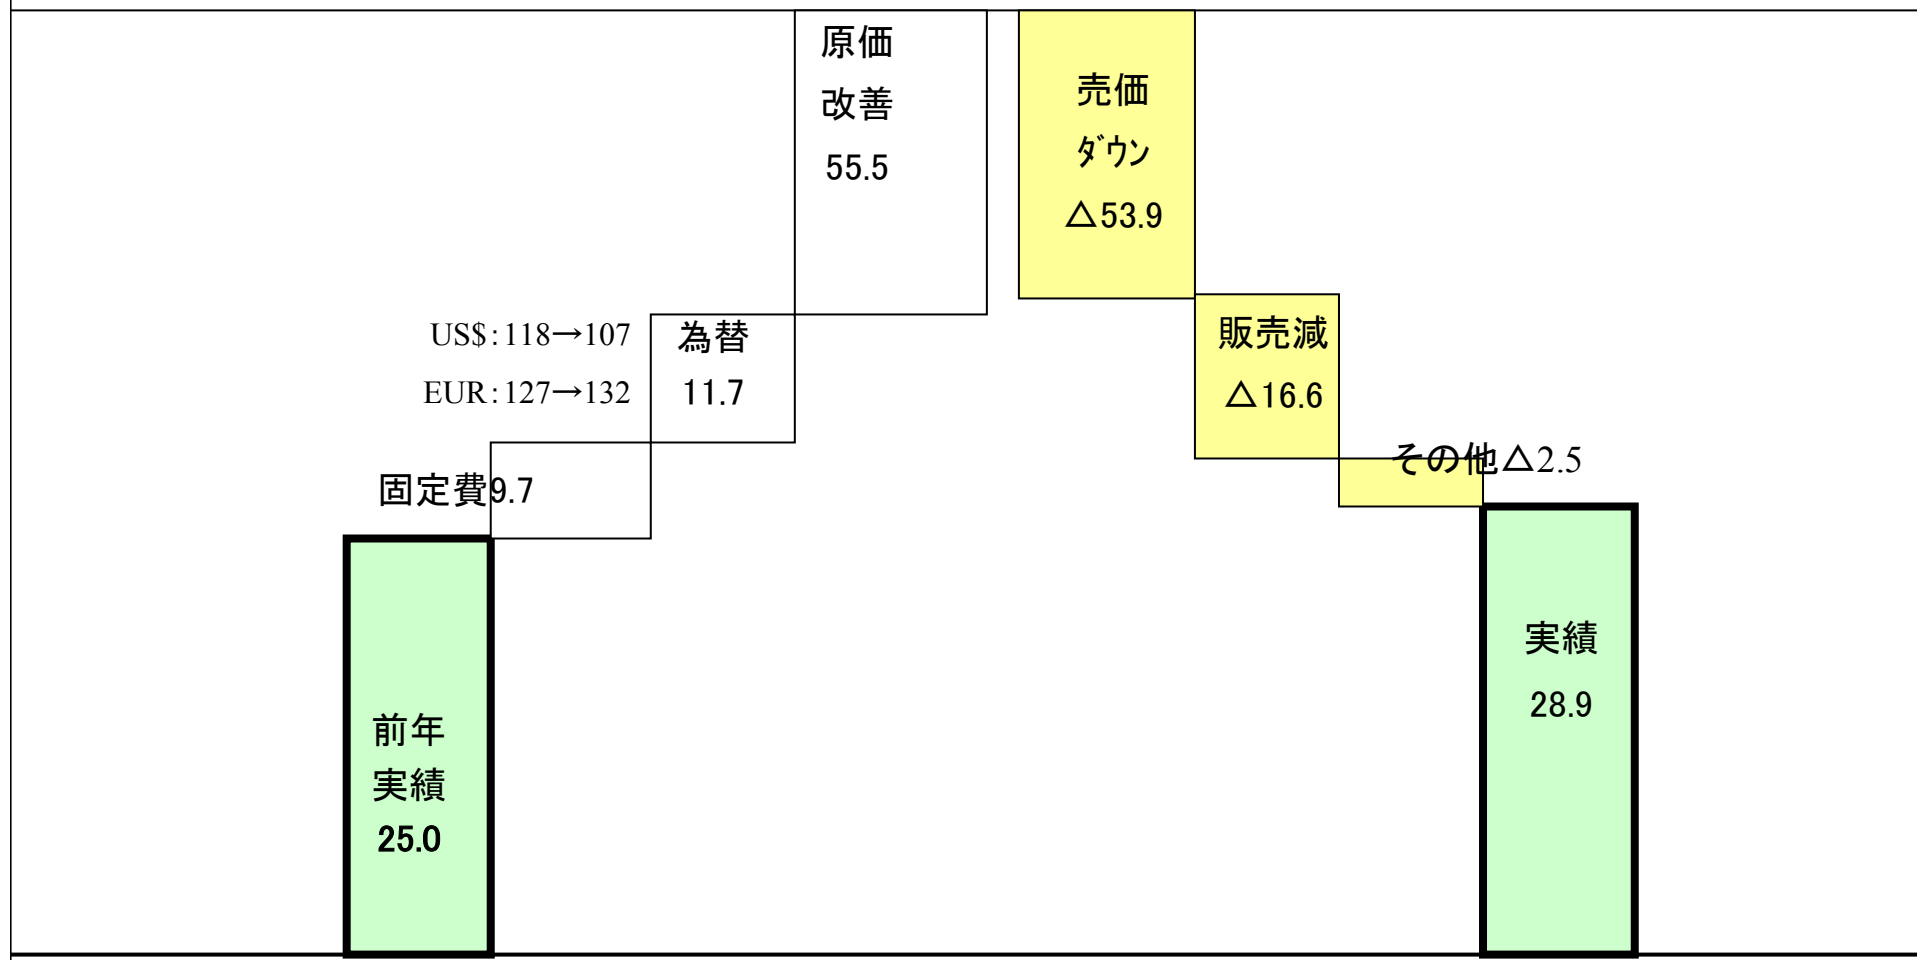 原価
改善
55.5
売価
ﾀﾞｳﾝ
△53.9
US$:118→107
EUR:127→132
為替
11.7
販売減
△16.6
その他△2.5
固定費9.7
実績
28.9
前年
実績
25.0